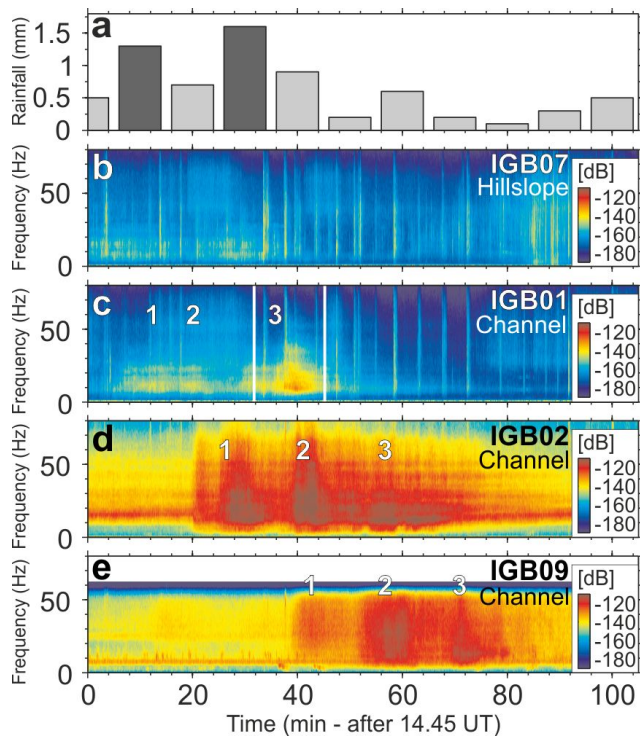 a
Rainfall (mm)
1.5
1
0.5
0
b
IGB07
Hillslope
Frequency (Hz)
50
0
[dB]
-120
-140
-160
-180
c
1 2 3
IGB01
Channel
Frequency (Hz)
50
0
[dB]
-120
-140
-160
-180
d
1 2 3
IGB02
Channel
Frequency (Hz)
50
0
[dB]
-120
-140
-160
-180
e
1 2 3
IGB09
Channel
Frequency (Hz)
50
0
[dB]
-120
-140
-160
-180
0 20 40 60 80 100
Time (min - after 14.45 UT)